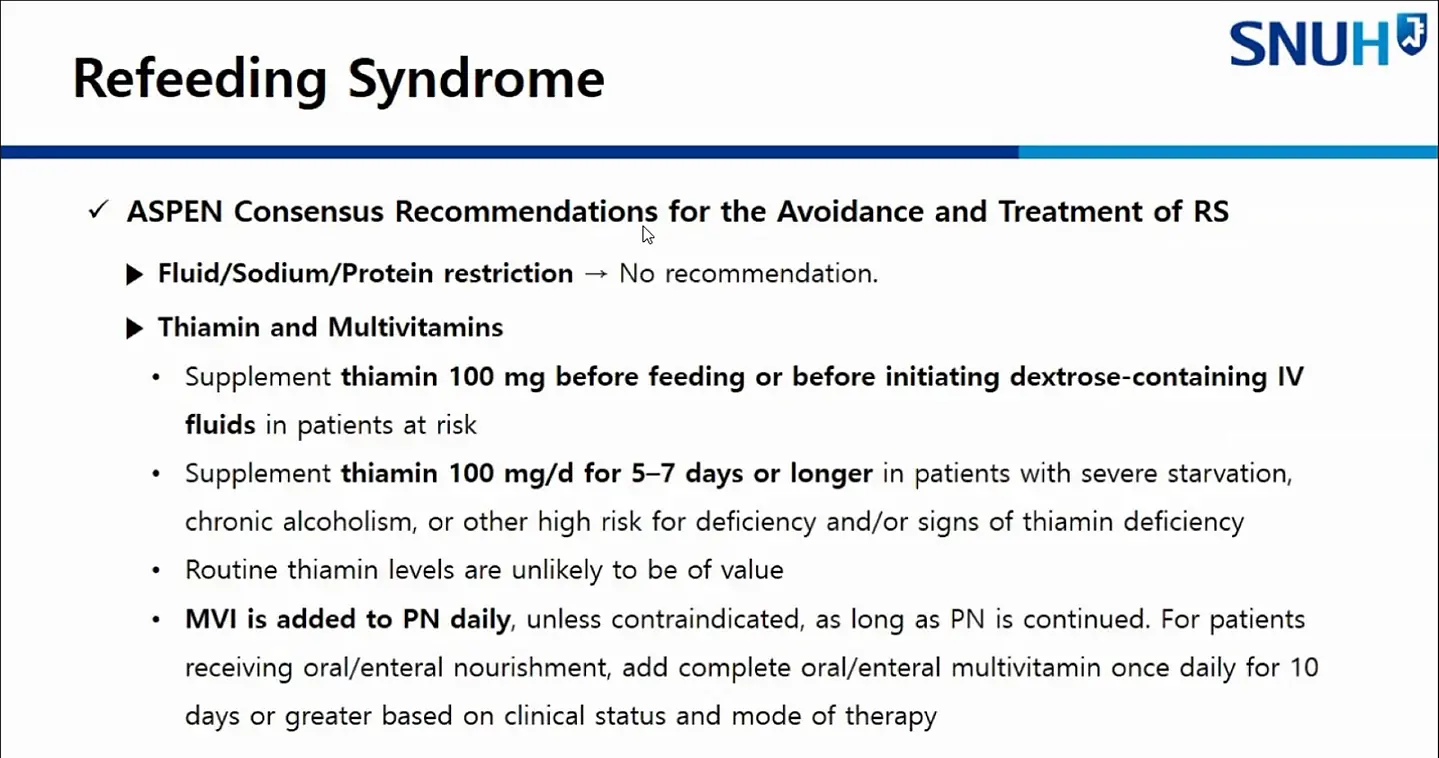 SNUH
Refeeding Syndrome
✓ ASPEN Consensus Recommendations for the Avoidance and Treatment of RS
▶ Fluid/Sodium/Protein restriction → No recommendation.
▶ Thiamin and Multivitamins
• Supplement thiamin 100 mg before feeding or before initiating dextrose-containing IV
fluids in patients at risk
• Supplement thiamin 100 mg/d for 5–7 days or longer in patients with severe starvation,
chronic alcoholism, or other high risk for deficiency and/or signs of thiamin deficiency
• Routine thiamin levels are unlikely to be of value
• MVI is added to PN daily, unless contraindicated, as long as PN is continued. For patients
receiving oral/enteral nourishment, add complete oral/enteral multivitamin once daily for 10
days or greater based on clinical status and mode of therapy